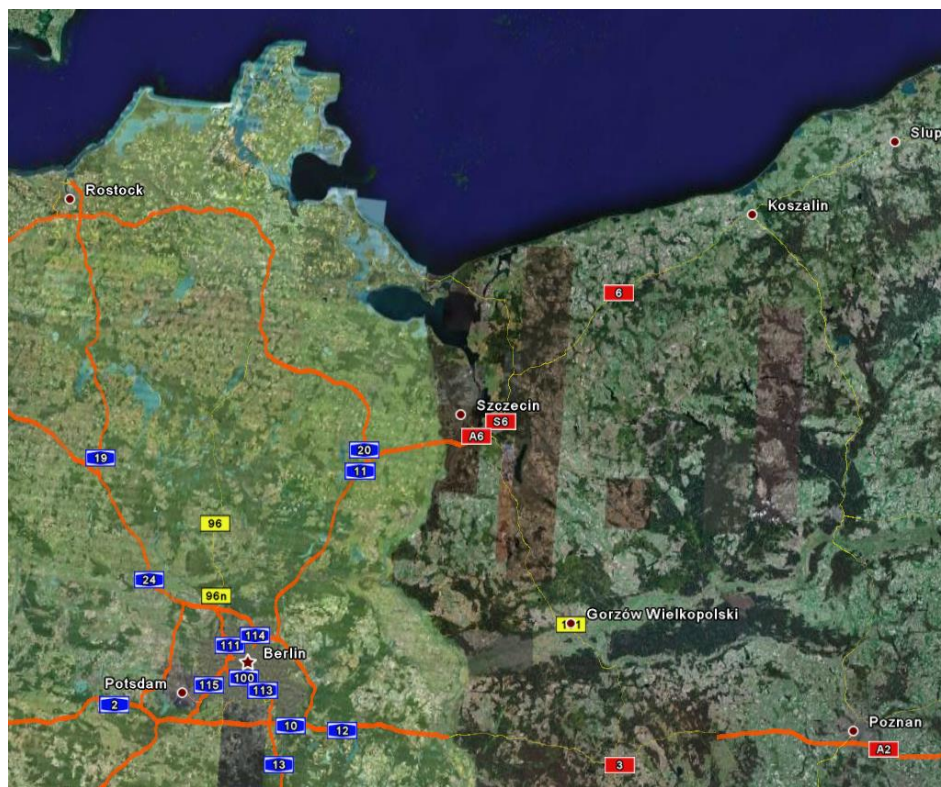 Slup
Rostock
Koszalin
6
Szczecin
S6
A6
20
19
11
96
24
96n
Gorzów Wielkopolski
114
111
Berlin
100
Potsdam
115
113
2
Poznan
10
12
A2
13
3